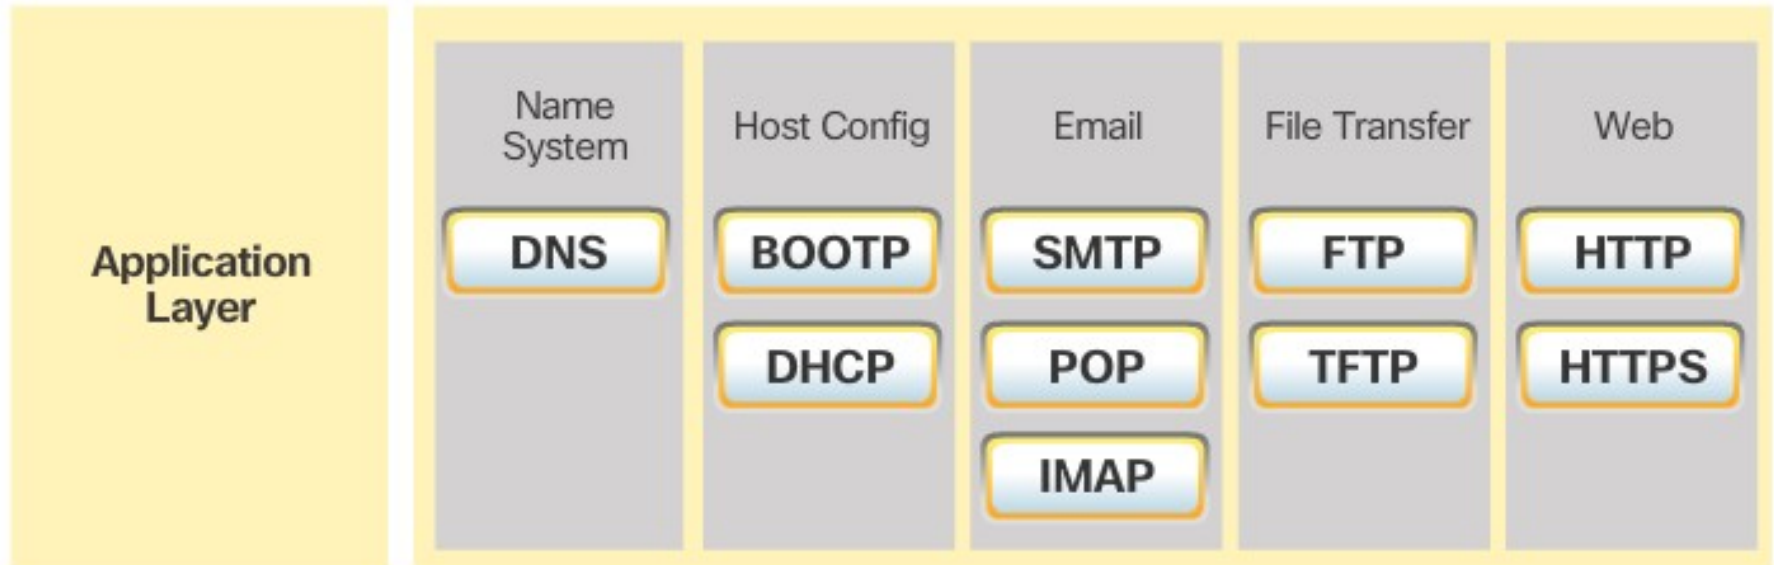 Application
Layer
Name
System
DNS
Host Config
BOOTP
DHCP
Email
SMTP
POP
IMAP
File Transfer
FTP
TFTP
Web
HTTP
HTTPS